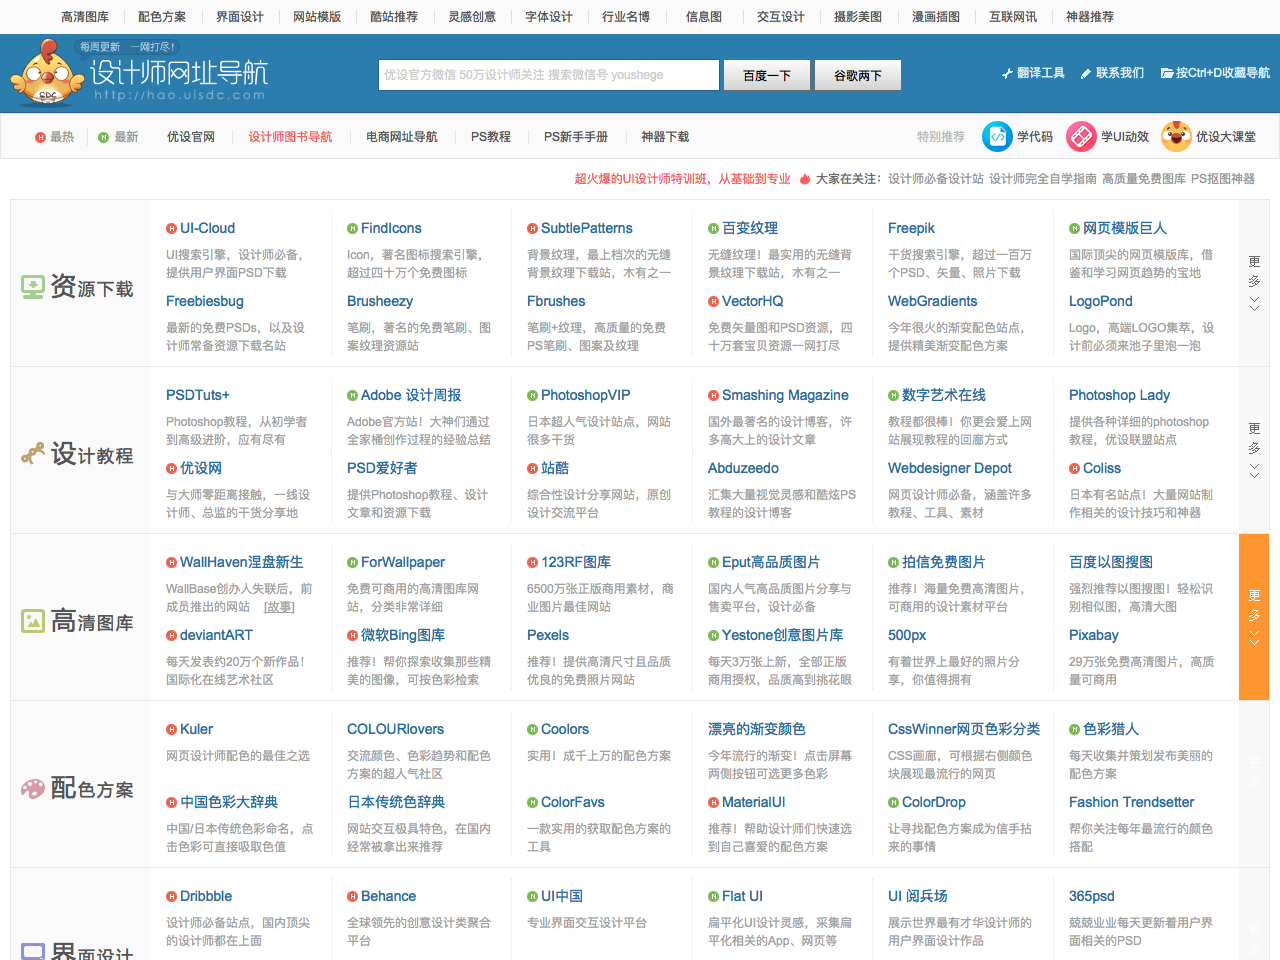 高清图库 配色方案 界面设计 网站模版 酷站推荐 灵感创意 字体设计 行业名博 信息图 交互设计 摄影美图 漫画插图 互联网讯 神器推荐
每周更新 一网打尽!
设计师网址导航
http://hao.uisdc.com
优设官方微信 50万设计师关注 搜索微信号 youshege 百度一下 谷歌两下 翻译工具 联系我们 按Ctrl+D收藏导航
最热 最新 优设官网 设计师图书导航 电商网址导航 PS教程 PS新手手册 神器下载 特别推荐 学代码 学UI动效 优设大课堂
超火爆的UI设计师特训班，从基础到专业 大家在关注: 设计师必备设计站 设计师完全自学指南 高质量免费图库 PS抠图神器
资源下载
UI-Cloud FindIcons SubtlePatterns 百变纹理 Freepik 网页模版巨人
UI搜索引擎，设计师必备， Icon，著名图标搜索引擎， 背景纹理，最上档次的无缝 无缝纹理！最实用的无缝背 干货搜索引擎，超过一百万 国际顶尖的网页模版库，借
提供用户界面PSD下载 超过四十万个免费图标 背景纹理下载站，木有之一 景纹理下载站，木有之一 个PSD、矢量、照片下载 鉴和学习网页趋势的宝地
Freebiesbug Brusheezy Fbrushes VectorHQ WebGradients LogoPond
最新的免费PSDs，以及设 笔刷，著名的免费笔刷、图 笔刷+纹理，高质量的免费 免费矢量图和PSD资源，四 今年很火的渐变配色站点， Logo，高端LOGO集萃，设
计师常备资源下载名站 案纹理资源站 PS笔刷、图案及纹理 十万套宝贝资源一网打尽 提供精美渐变配色方案 计前必须来池子里泡一泡
更多
设计教程
PSDTuts+ Adobe 设计周报 PhotoshopVIP Smashing Magazine 数字艺术在线 Photoshop Lady
Photoshop教程，从初学者 Adobe官方站！大神们通过 日本超人气设计站点，网站 国外最著名的设计博客，许 教程都很棒！你更会爱上网 提供各种详细的photoshop
到高级进阶，应有尽有 全家桶创作过程的经验总结 很多干货 多高大上的设计文章 站展现教程的回廊方式 教程，优设联盟站点
优设网 PSD爱好者 站酷 Abduzeedo Webdesigner Depot Coliss
与大师零距离接触，一线设 提供Photoshop教程、设计 综合性设计分享网站，原创 汇集大量视觉灵感和酷炫PS 网页设计师必备，涵盖许多 日本有名站点！大量网站制
计师、总监的干货分享地 文章和资源下载 设计交流平台 教程的设计博客 教程、工具、素材 作相关的设计技巧和神器
更多
高清图库
WallHaven涅盘新生 ForWallpaper 123RF图库 Eput高品质图片 拍信免费图片 百度以图搜图
WallBase创办人失联后，前 免费可商用的高清图库网 6500万张正版商用素材，商 国内人气高品质图片分享与 推荐！海量免费高清图片， 强烈推荐以图搜图！轻松识
成员推出的网站 [故事] 站，分类非常详细 业图片最佳网站 售卖平台，设计必备 可商用的设计素材平台 别相似图，高清大图
deviantART 微软Bing图库 Pexels Yestone创意图片库 500px Pixabay
每天发表约20万个新作品！ 推荐！帮你探索收集那些精 推荐！提供高清尺寸且品质 每天3万张上新，全部正版 有着世界上最好的照片分 29万张免费高清图片，高质
国际化在线艺术社区 美的图像，可按色彩检索 优良的免费照片网站 商用授权，品质高到挑花眼 享，你值得拥有 量可商用
更多
配色方案
Kuler COLOURlovers Coolors 漂亮的渐变颜色 CssWinner网页色彩分类 色彩猎人
网页设计师配色的最佳之选 交流颜色、色彩趋势和配色 实用！成千上万的配色方案 今年流行的渐变！点击屏幕 CSS画廊，可根据右侧颜色 每天收集并策划发布美丽的
方案的超人气社区 两侧按钮可选更多色彩 块展现最流行的网页 配色方案
中国色彩大辞典 日本传统色辞典 ColorFavs MaterialUI ColorDrop Fashion Trendsetter
中国/日本传统色彩命名，点 网站交互极具特色，在国内 一款实用的获取配色方案的 推荐！帮助设计师们快速选 让寻找配色方案成为信手拈 帮你关注每年最流行的颜色
击色彩可直接吸取色值 经常被拿出来推荐 工具 到自己喜爱的配色方案 来的事情 搭配
界面设计
Dribbble Behance UI中国 Flat UI UI 阅兵场 365psd
设计师必备站点，国内顶尖 全球领先的创意设计类聚合 专业界面交互设计平台 扁平化UI设计灵感，采集扁 展示世界最有才华设计师的 兢兢业业每天更新着用户界
的设计师都在上面 平台 平化相关的App、网页等 用户界面设计作品 面相关的PSD